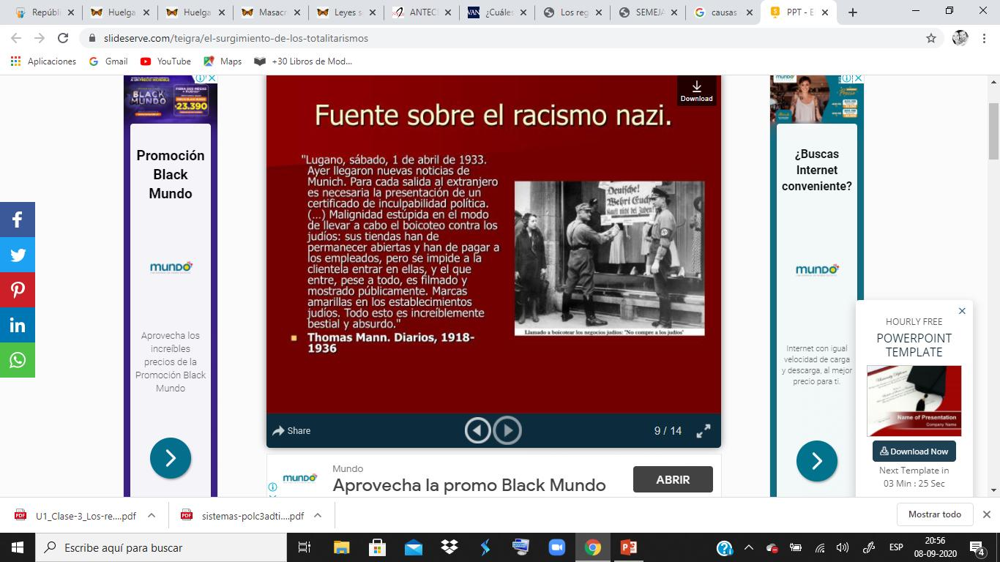 Repúbli
Huelga
Huelga
Masacr
Leyes s
ANTEC
¿Cuáles
Los reg
SEMEJA
causas
PPT - E
slideserve.com/teigra/el-surgimiento-de-los-totalitarismos
Aplicaciones
Gmail
YouTube
Maps
+30 Libros de Mod...
BLACK
MUNDO
$23.390
Promoción
Black
Mundo
mundo
Aprovecha los
increíbles
precios de la
Promoción Black
Mundo
Download
Fuente sobre el racismo nazi.
"Lugano, sábado, 1 de abril de 1933.
Ayer llegaron nuevas noticias de
Munich. Para cada salida al extranjero
es necesaria la presentación de un
certificado de inculpabilidad política.
(...) Malignidad estúpida en el modo
de llevar a cabo el boicoteo contra los
judíos: sus tiendas han de
permanecer abiertas y han de pagar a
los empleados, pero se impide a la
clientela entrar en ellas, y el que
entre, pese a todo, es filmado y
mostrado públicamente. Marcas
amarillas en los establecimientos
judíos. Todo esto es increíblemente
bestial y absurdo."
Thomas Mann. Diarios, 1918-
1936
Deutsche!
Wehrt Euch!
Kauft nicht bei Juden!
Llamado a boicotear los negocios judíos: "No compre a los judíos"
Share
9 / 14
Mundo
mundo
Aprovecha la promo Black Mundo
ABRIR
mundo
¿Buscas
Internet
conveniente?
mundo
Internet con igual
velocidad de carga
y descarga, al mejor
precio para ti.
HOURLY FREE
POWERPOINT
TEMPLATE
Name of Presentation
Company Name
Download Now
Next Template in
03 Min : 25 Sec
U1_Clase-3_Los-re....pdf
sistemas-polc3adti....pdf
Mostrar todo
Escribe aquí para buscar
ESP
20:56
08-09-2020
4